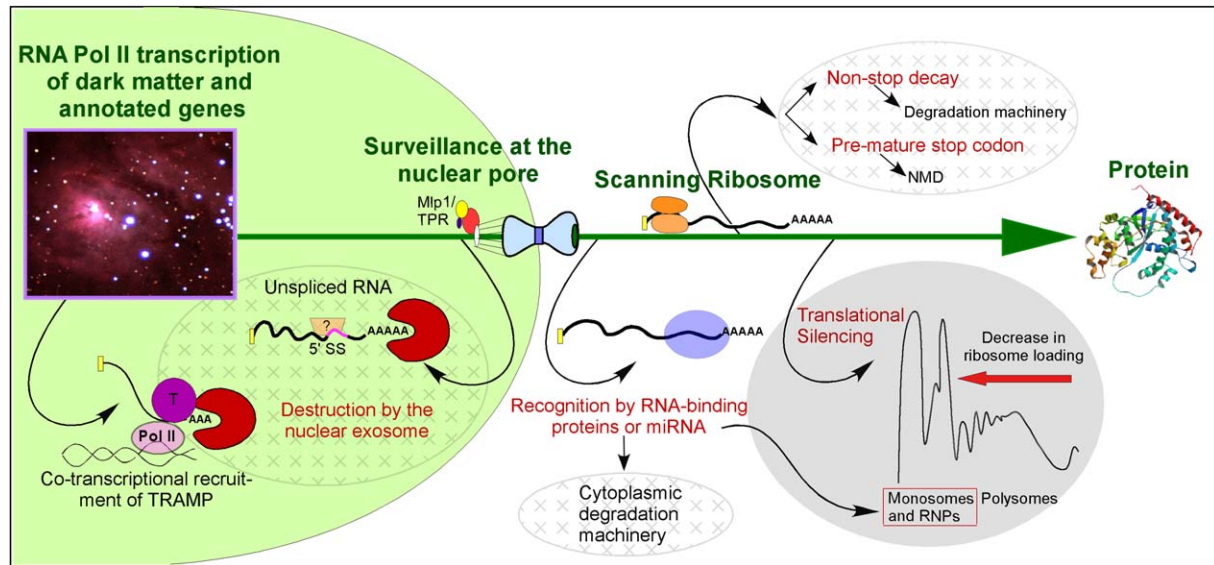 RNA Pol II transcription
of dark matter and
annotated genes
Surveillance at the
nuclear pore
Mlp1/
TPR
Scanning Ribosome
AAAAA
Non-stop decay
Degradation machinery
Pre-mature stop codon
NMD
Protein
Unspliced RNA
?
AAAAA
5' SS
Destruction by the
nuclear exosome
T
AAA
Pol II
Co-transcriptional recruit-
ment of TRAMP
AAAAA
Recognition by RNA-binding
proteins or miRNA
Cytoplasmic
degradation
machinery
Translational
Silencing
Decrease in
ribosome loading
Monosomes
and RNPs
Polysomes